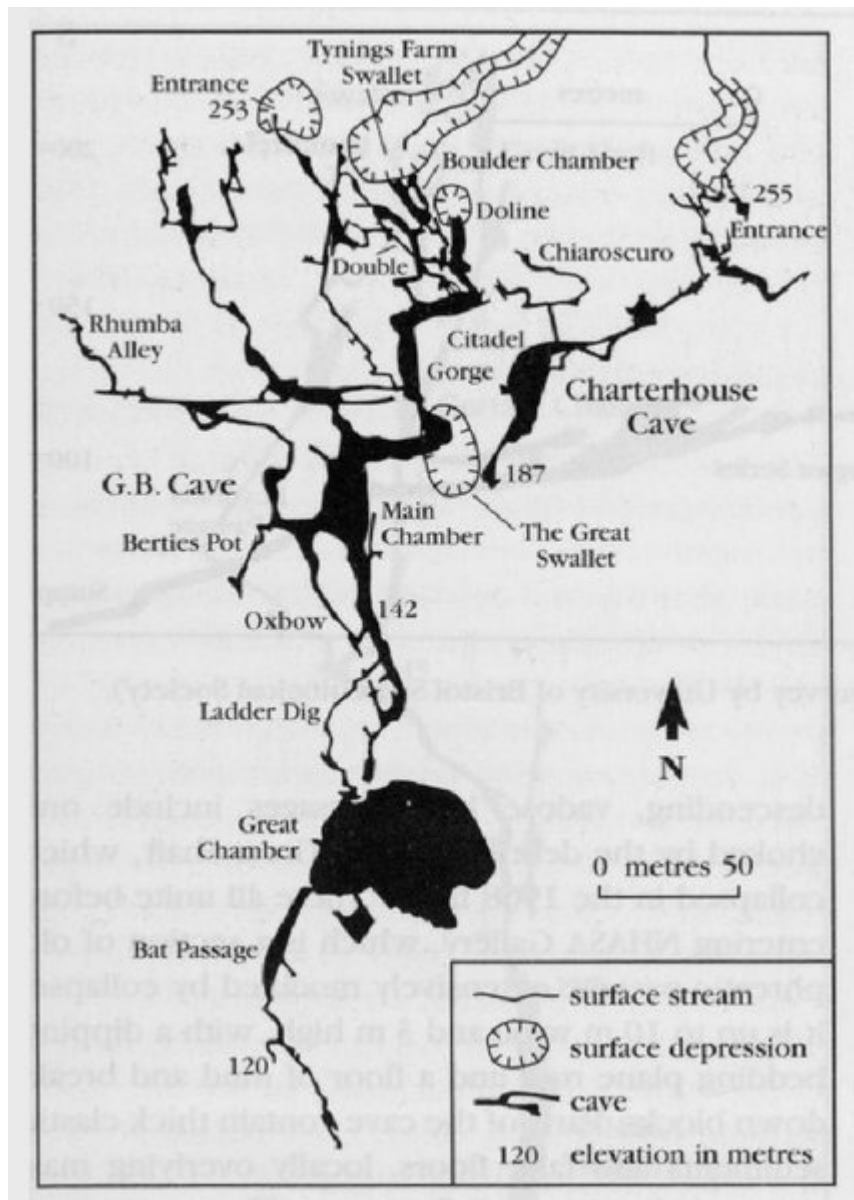 Tynings Farm
Swallet
Entrance
253
Boulder Chamber
255
Entrance
Doline
Chiaroscuro
Double
Rhumba
Alley
Citadel
Gorge
Charterhouse
Cave
187
G.B. Cave
Main
Chamber
The Great
Swallet
Berties Pot
142
Oxbow
Ladder Dig
N
Great
Chamber
0 metres 50
Bat Passage
120
surface stream
surface depression
cave
120 elevation in metres